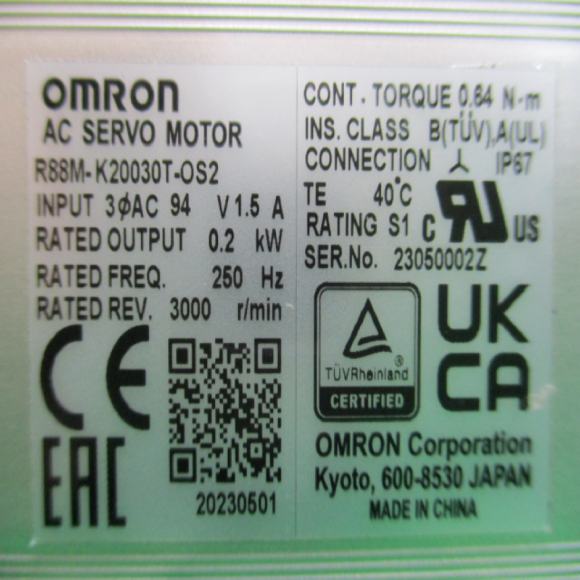 OMRON
AC SERVO MOTOR
R88M-K20030T-OS2
INPUT 3ϕAC 94 V 1.5 A
RATED OUTPUT 0.2 kW
RATED FREQ. 250 Hz
RATED REV. 3000 r/min
CE
EAC
20230501
CONT. TORQUE 0.64 N-m
INS. CLASS B(TÜV),A(UL)
CONNECTION IP67
TE 40°C
RATING S1 C RU US
SER.No. 23050002Z
TÜVRheinland®
CERTIFIED
UK
CA
OMRON Corporation
Kyoto, 600-8530 JAPAN
MADE IN CHINA